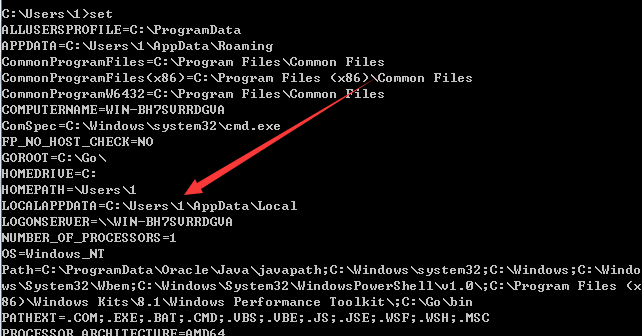 C:\Users\1>set
ALLUSERSPROFILE=C:\ProgramData
APPDATA=C:\Users\1\AppData\Roaming
CommonProgramFiles=C:\Program Files\Common Files
CommonProgramFiles(x86)=C:\Program Files (x86)\Common Files
CommonProgramW6432=C:\Program Files\Common Files
COMPUTERNAME=WIN-BH7SVRRDGVA
ComSpec=C:\Windows\system32\cmd.exe
FP_NO_HOST_CHECK=NO
GOROOT=C:\Go\
HOMEDRIVE=C:
HOMEPATH=\Users\1
LOCALAPPDATA=C:\Users\1\AppData\Local
LOGONSERVER=\\WIN-BH7SVRRDGVA
NUMBER_OF_PROCESSORS=1
OS=Windows_NT
Path=C:\ProgramData\Oracle\Java\javapath;C:\Windows\system32;C:\Windows;C:\Windo
ws\System32\Wbem;C:\Windows\System32\WindowsPowerShell\v1.0\;C:\Program Files (x
86)\Windows Kits\8.1\Windows Performance Toolkit\;C:\Go\bin
PATHEXT=.COM;.EXE;.BAT;.CMD;.VBS;.VBE;.JS;.JSE;.WSF;.WSH;.MSC
PROCESSOR_ARCHITECTURE=AMD64